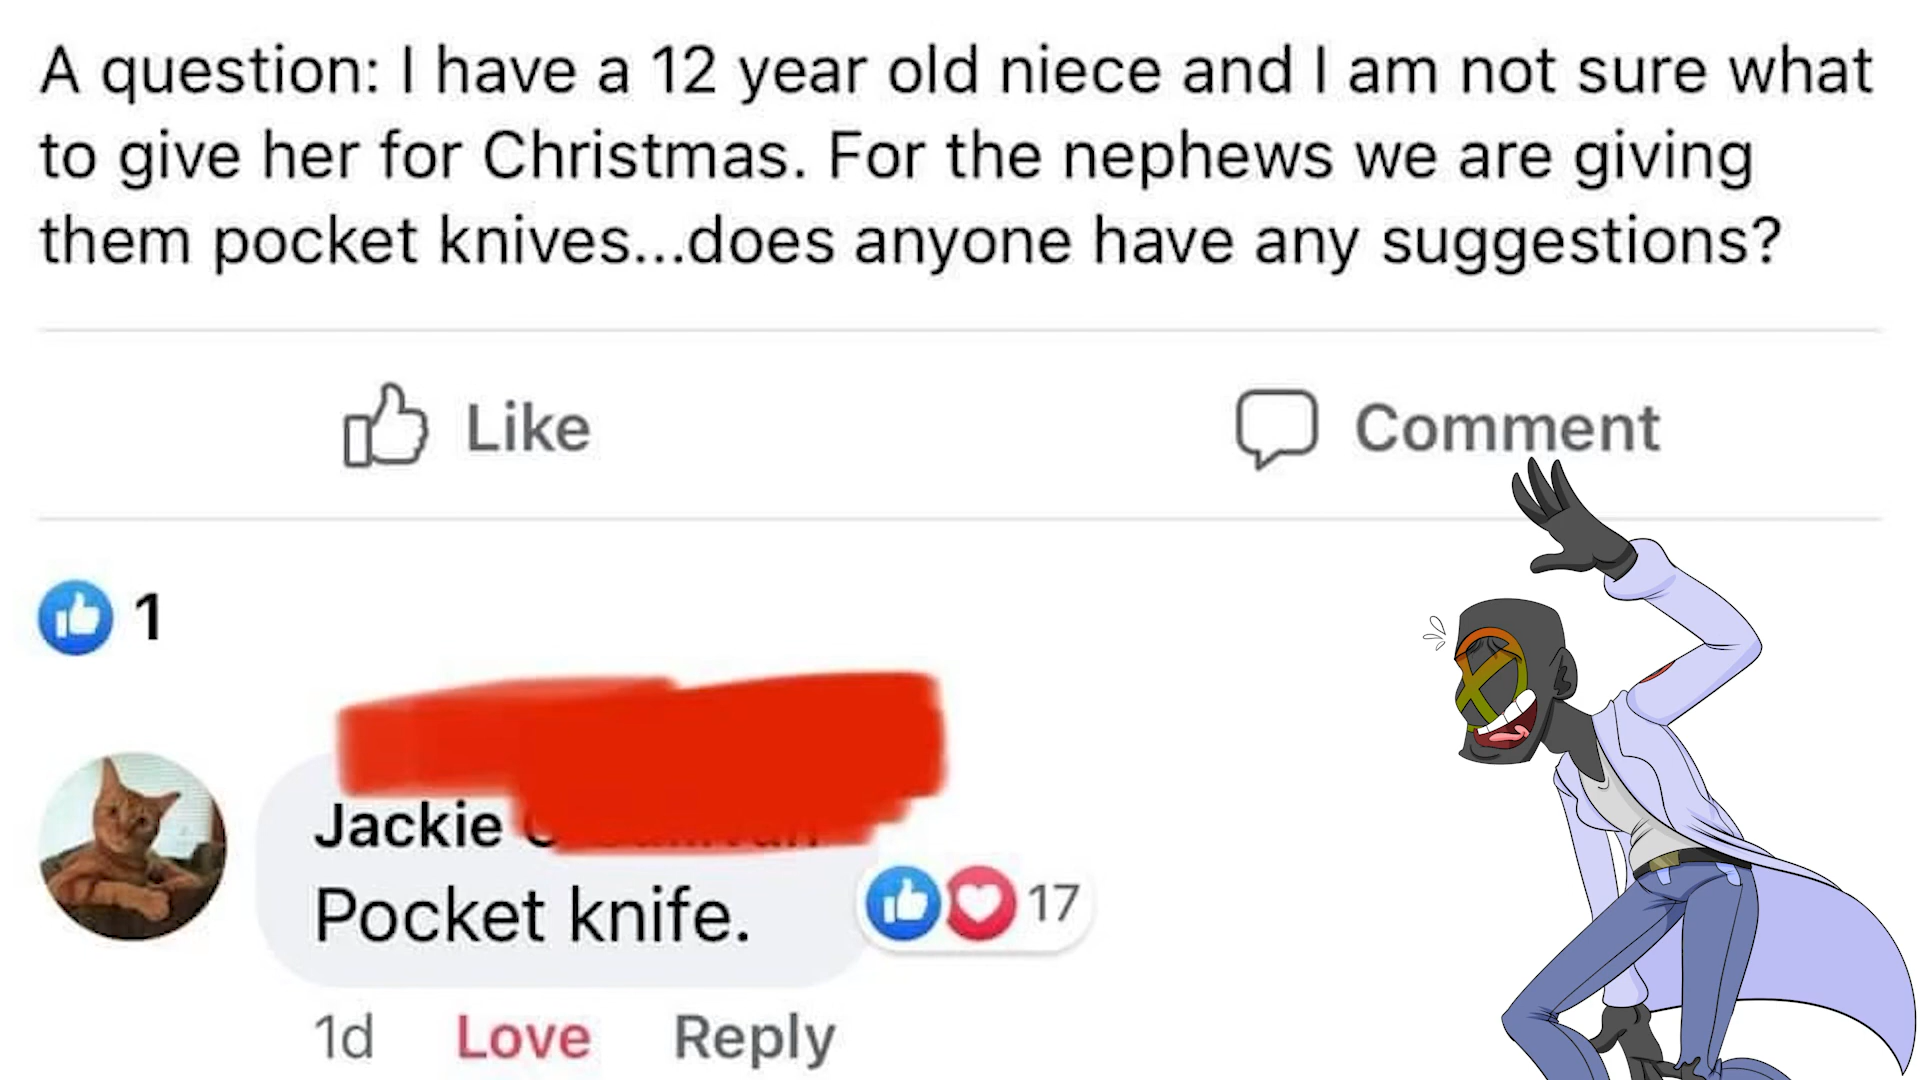 A question: I have a 12 year old niece and I am not sure what
to give her for Christmas. For the nephews we are giving
them pocket knives...does anyone have any suggestions?
Like
Comment
1
Jackie
Pocket knife.
17
1d Love Reply